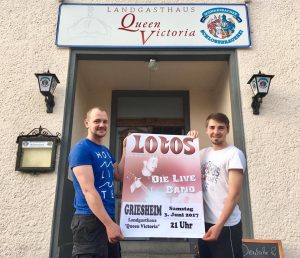 LANDGASTHAUS
QUEEN
VICTORIA
LOTOS
DIE LIVE
BAND
GRIESHEIM
Landgasthaus
"Queen Victoria"
Samstag
3. Juni 2017
21 Uhr